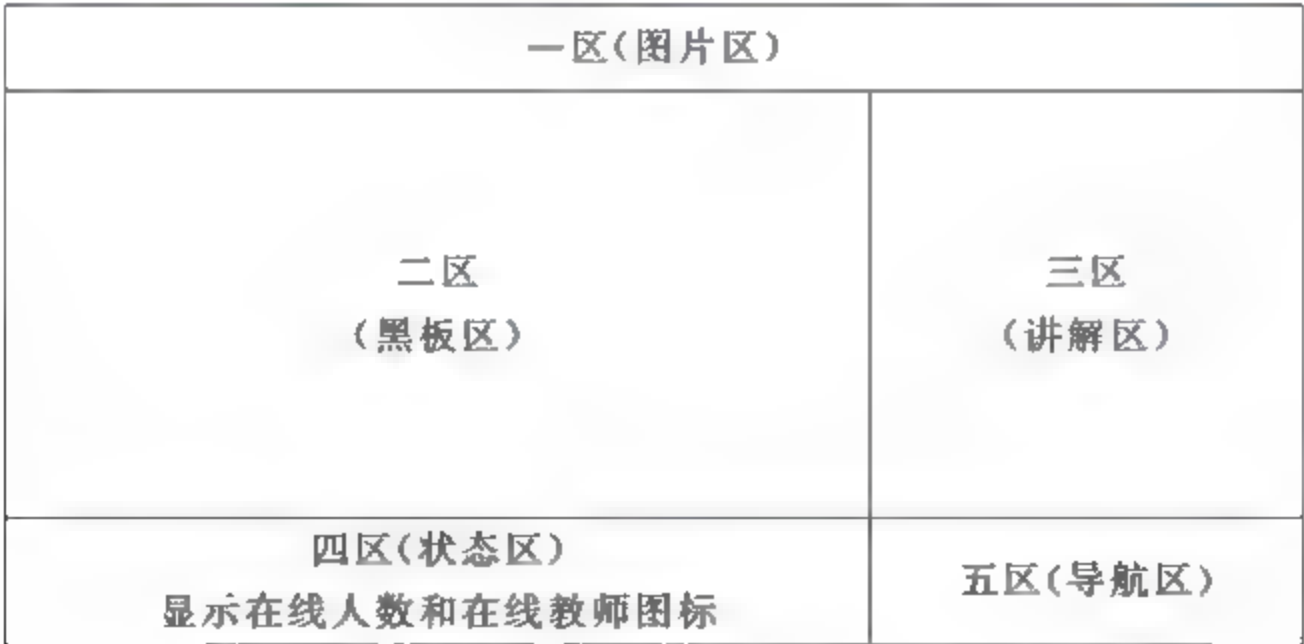 一区(图片区)
二区
(黑板区)
三区
(讲解区)
四区(状态区)
显示在线人数和在线教师图标
五区(导航区)